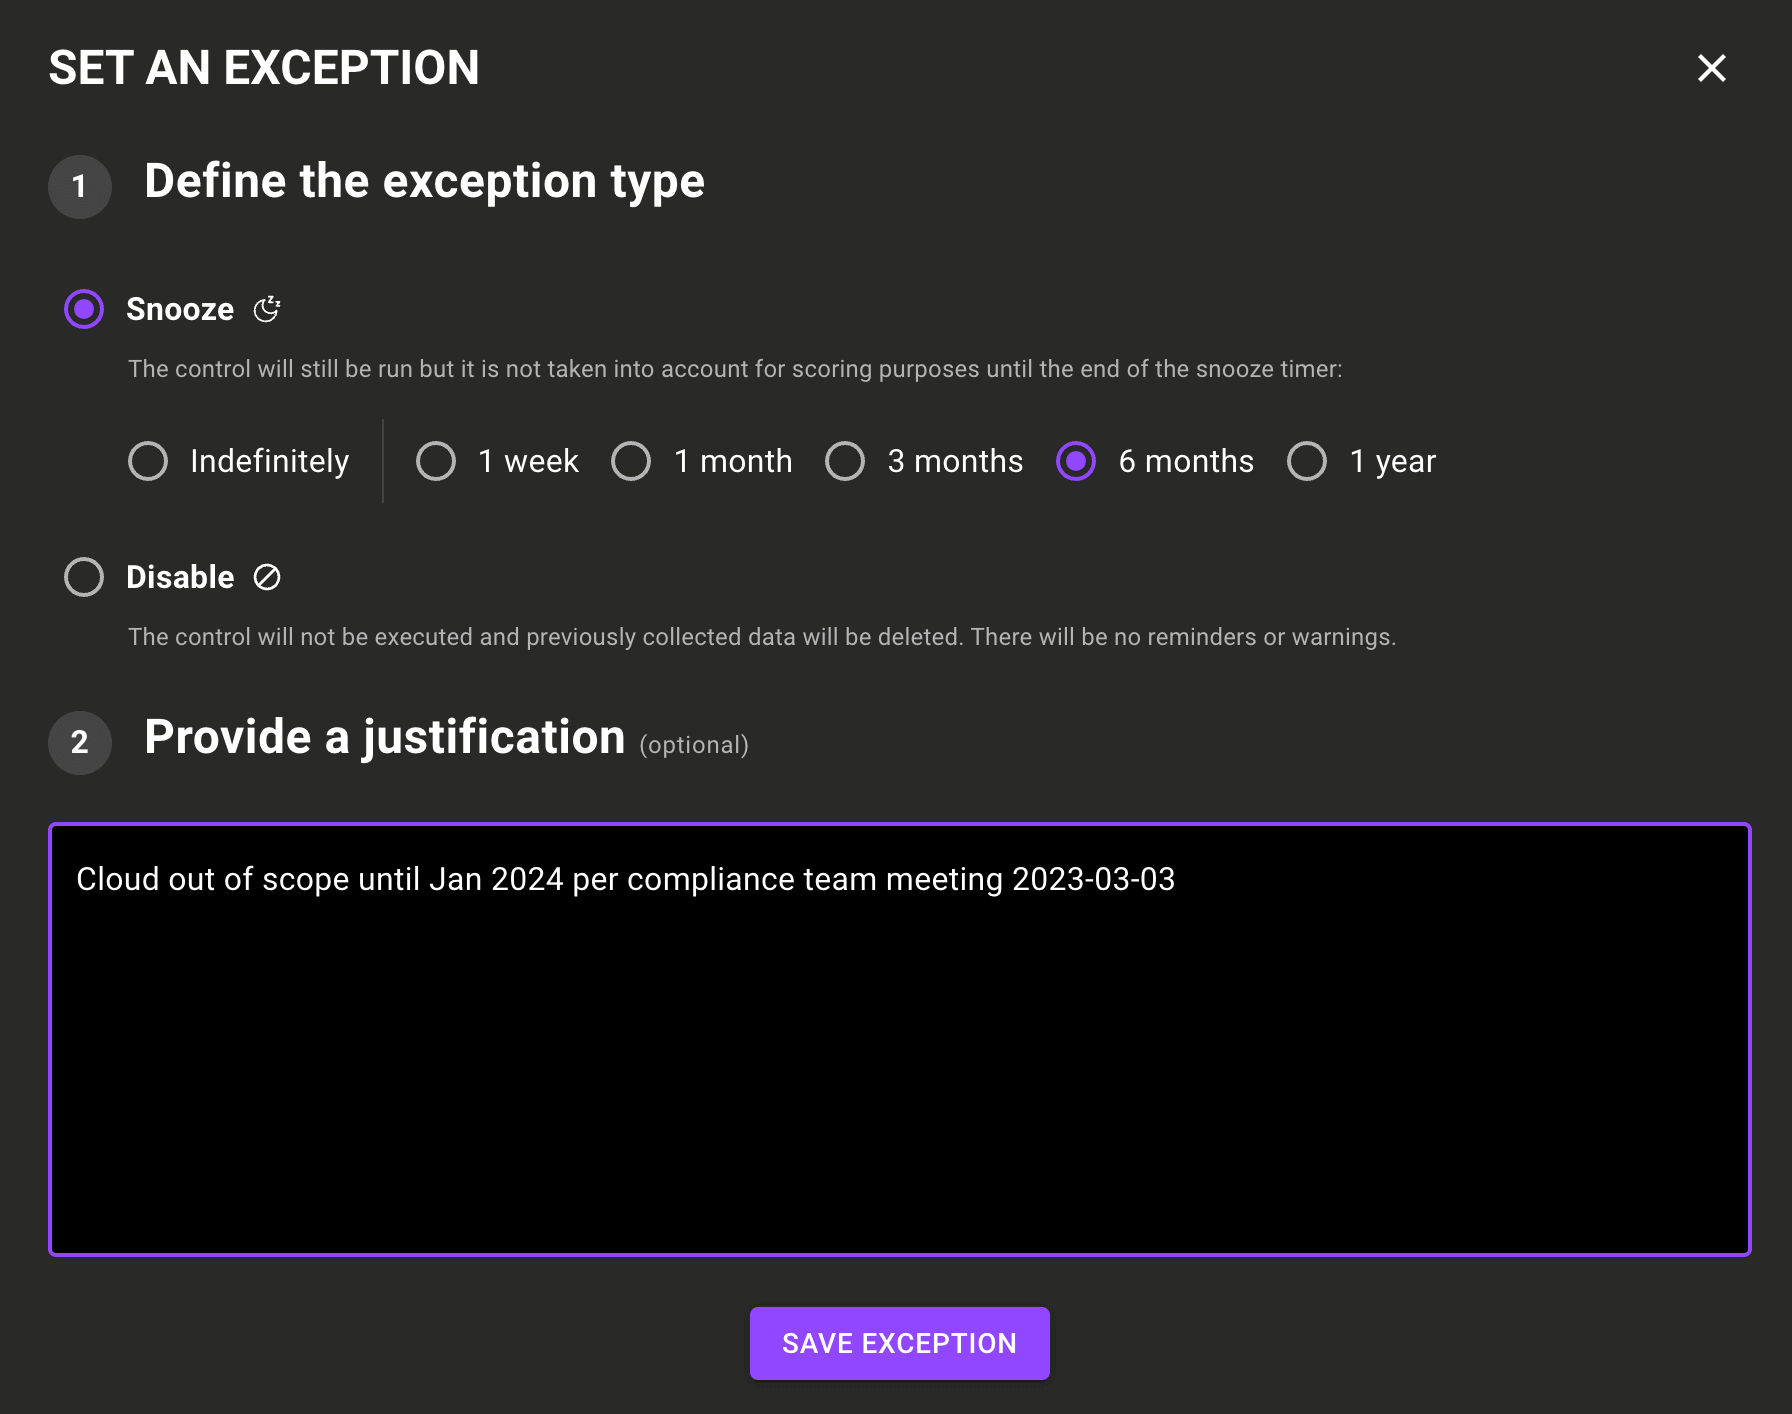 SET AN EXCEPTION
1 Define the exception type
Snooze
The control will still be run but it is not taken into account for scoring purposes until the end of the snooze timer:
Indefinitely 1 week 1 month 3 months 6 months 1 year
Disable
The control will not be executed and previously collected data will be deleted. There will be no reminders or warnings.
2 Provide a justification (optional)
Cloud out of scope until Jan 2024 per compliance team meeting 2023-03-03
SAVE EXCEPTION